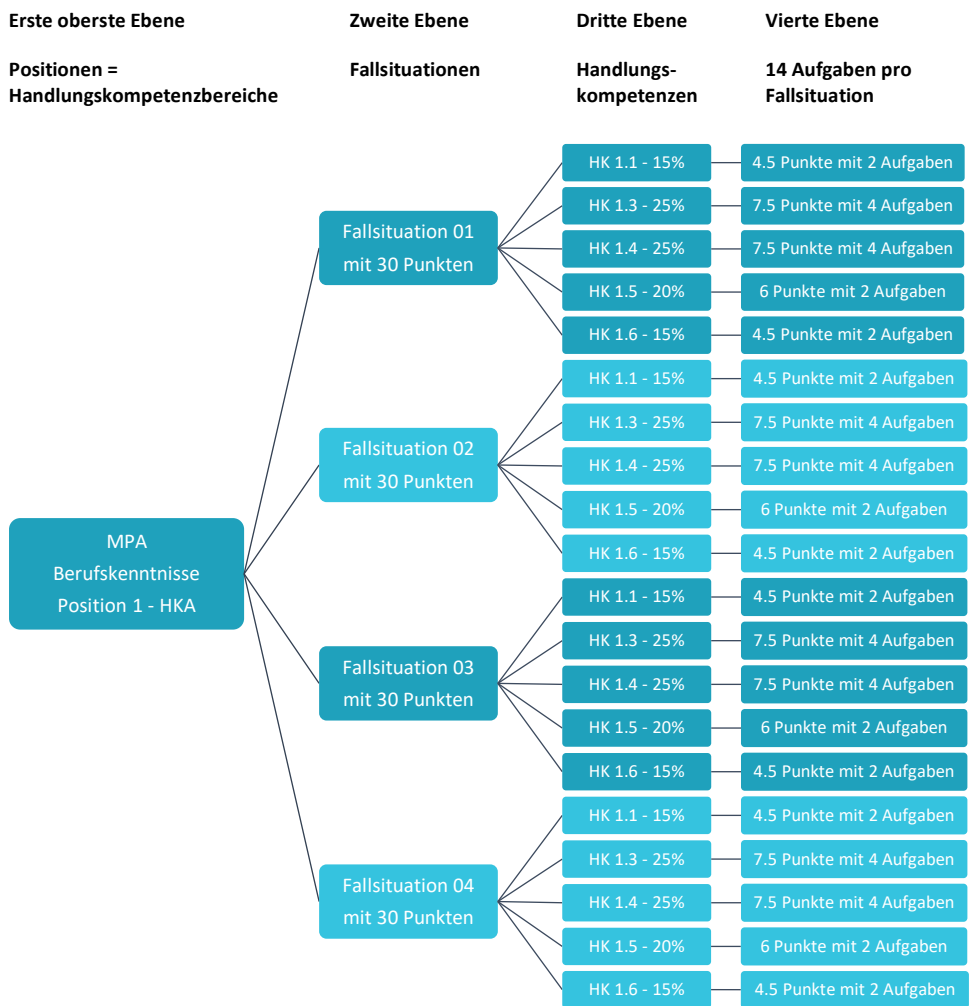 Erste oberste Ebene
Zweite Ebene
Dritte Ebene
Vierte Ebene
Positionen =
Handlungskompetenzbereiche
Fallsituationen
Handlungs-
kompetenzen
14 Aufgaben pro
Fallsituation
MPA
Berufskenntnisse
Position 1 - HKA
Fallsituation 01
mit 30 Punkten
HK 1.1 - 15%
4.5 Punkte mit 2 Aufgaben
HK 1.3 - 25%
7.5 Punkte mit 4 Aufgaben
HK 1.4 - 25%
7.5 Punkte mit 4 Aufgaben
HK 1.5 - 20%
6 Punkte mit 2 Aufgaben
HK 1.6 - 15%
4.5 Punkte mit 2 Aufgaben
Fallsituation 02
mit 30 Punkten
HK 1.1 - 15%
4.5 Punkte mit 2 Aufgaben
HK 1.3 - 25%
7.5 Punkte mit 4 Aufgaben
HK 1.4 - 25%
7.5 Punkte mit 4 Aufgaben
HK 1.5 - 20%
6 Punkte mit 2 Aufgaben
HK 1.6 - 15%
4.5 Punkte mit 2 Aufgaben
Fallsituation 03
mit 30 Punkten
HK 1.1 - 15%
4.5 Punkte mit 2 Aufgaben
HK 1.3 - 25%
7.5 Punkte mit 4 Aufgaben
HK 1.4 - 25%
7.5 Punkte mit 4 Aufgaben
HK 1.5 - 20%
6 Punkte mit 2 Aufgaben
HK 1.6 - 15%
4.5 Punkte mit 2 Aufgaben
Fallsituation 04
mit 30 Punkten
HK 1.1 - 15%
4.5 Punkte mit 2 Aufgaben
HK 1.3 - 25%
7.5 Punkte mit 4 Aufgaben
HK 1.4 - 25%
7.5 Punkte mit 4 Aufgaben
HK 1.5 - 20%
6 Punkte mit 2 Aufgaben
HK 1.6 - 15%
4.5 Punkte mit 2 Aufgaben